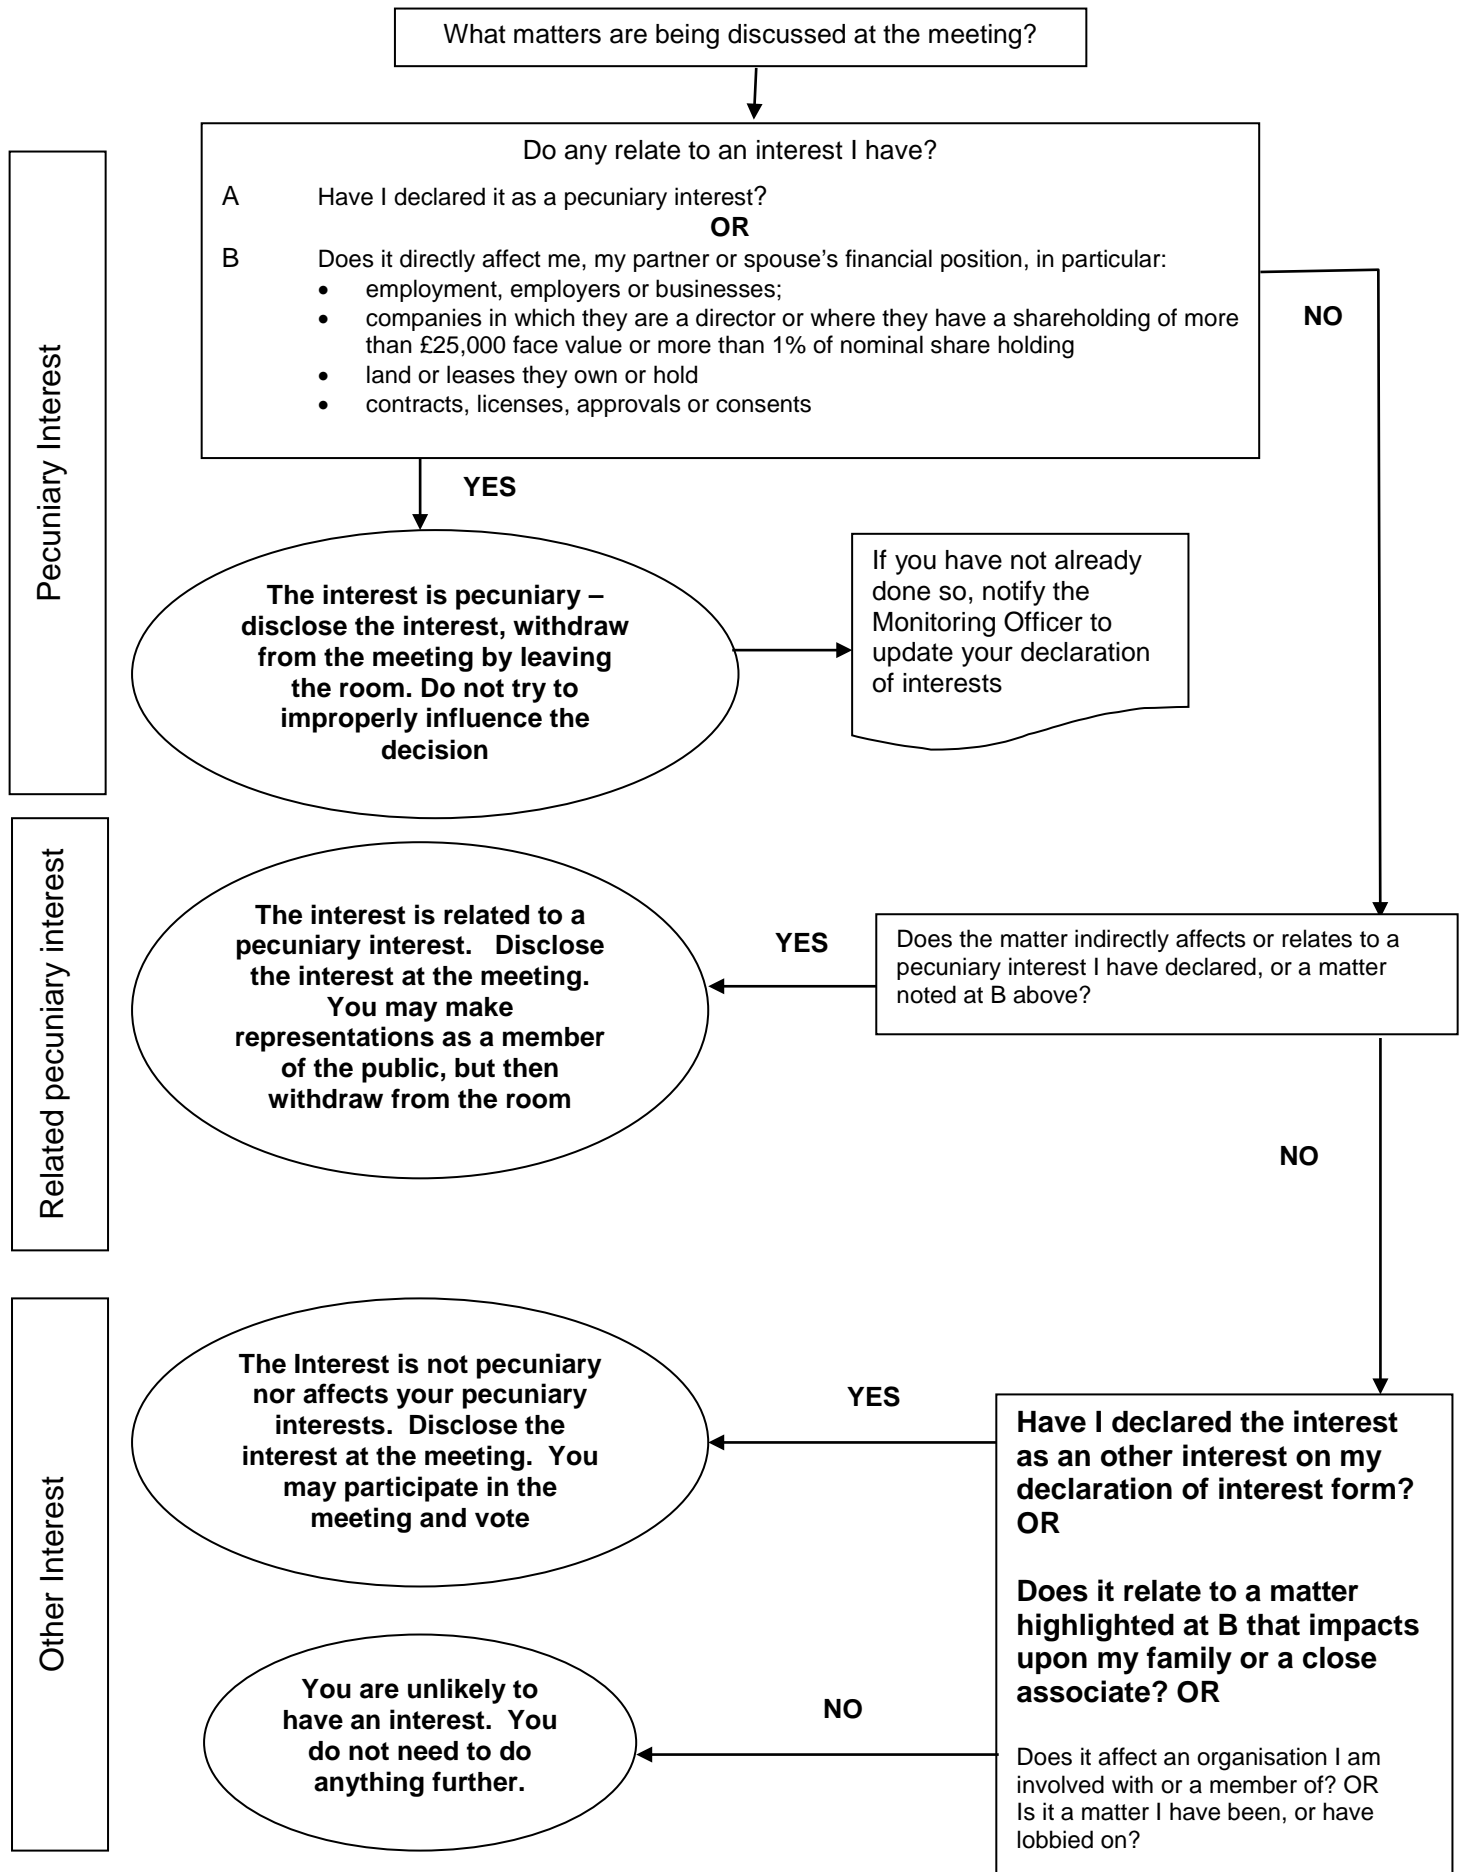 What matters are being discussed at the meeting?
Pecuniary Interest
Do any relate to an interest I have?
A Have I declared it as a pecuniary interest?
OR
B Does it directly affect me, my partner or spouse's financial position, in particular:
• employment, employers or businesses;
• companies in which they are a director or where they have a shareholding of more
than £25,000 face value or more than 1% of nominal share holding
• land or leases they own or hold
• contracts, licenses, approvals or consents
NO
YES
The interest is pecuniary –
disclose the interest, withdraw
from the meeting by leaving
the room. Do not try to
improperly influence the
decision
If you have not already
done so, notify the
Monitoring Officer to
update your declaration
of interests
Related pecuniary interest
The interest is related to a
pecuniary interest. Disclose
the interest at the meeting.
You may make
representations as a member
of the public, but then
withdraw from the room
YES
Does the matter indirectly affects or relates to a
pecuniary interest I have declared, or a matter
noted at B above?
NO
Other Interest
The Interest is not pecuniary
nor affects your pecuniary
interests. Disclose the
interest at the meeting. You
may participate in the
meeting and vote
YES
Have I declared the interest
as an other interest on my
declaration of interest form?
OR
Does it relate to a matter
highlighted at B that impacts
upon my family or a close
associate? OR
Does it affect an organisation I am
involved with or a member of? OR
Is it a matter I have been, or have
lobbied on?
NO
You are unlikely to
have an interest. You
do not need to do
anything further.